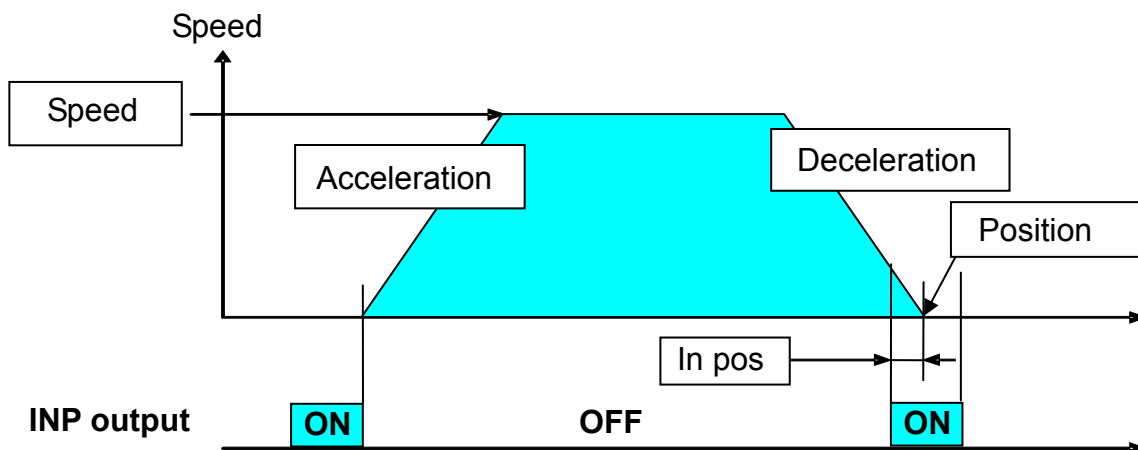 Speed
Speed
Acceleration
Deceleration
Position
In pos
INP output
ON
OFF
ON